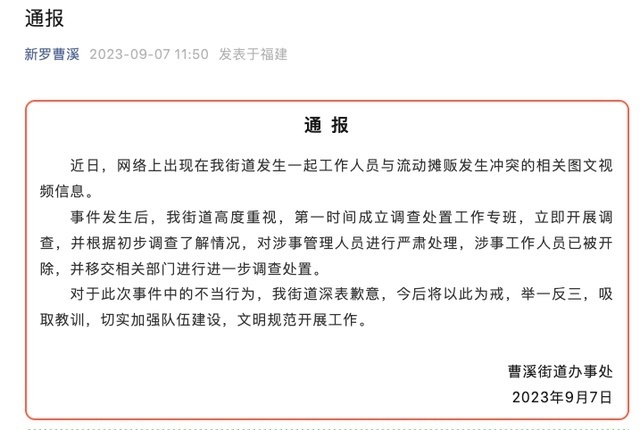 通报
新罗曹溪 2023-09-07 11:50 发表于福建
通 报
近日，网络上出现在我街道发生一起工作人员与流动摊贩发生冲突的相关图文视
频信息。
事件发生后，我街道高度重视，第一时间成立调查处置工作专班，立即开展调
查，并根据初步调查了解情况，对涉事管理人员进行严肃处理，涉事工作人员已被开
除，并移交相关部门进行进一步调查处置。
对于此次事件中的不当行为，我街道深表歉意，今后将以此为戒，举一反三，吸
取教训，切实加强队伍建设，文明规范开展工作。
曹溪街道办事处
2023年9月7日